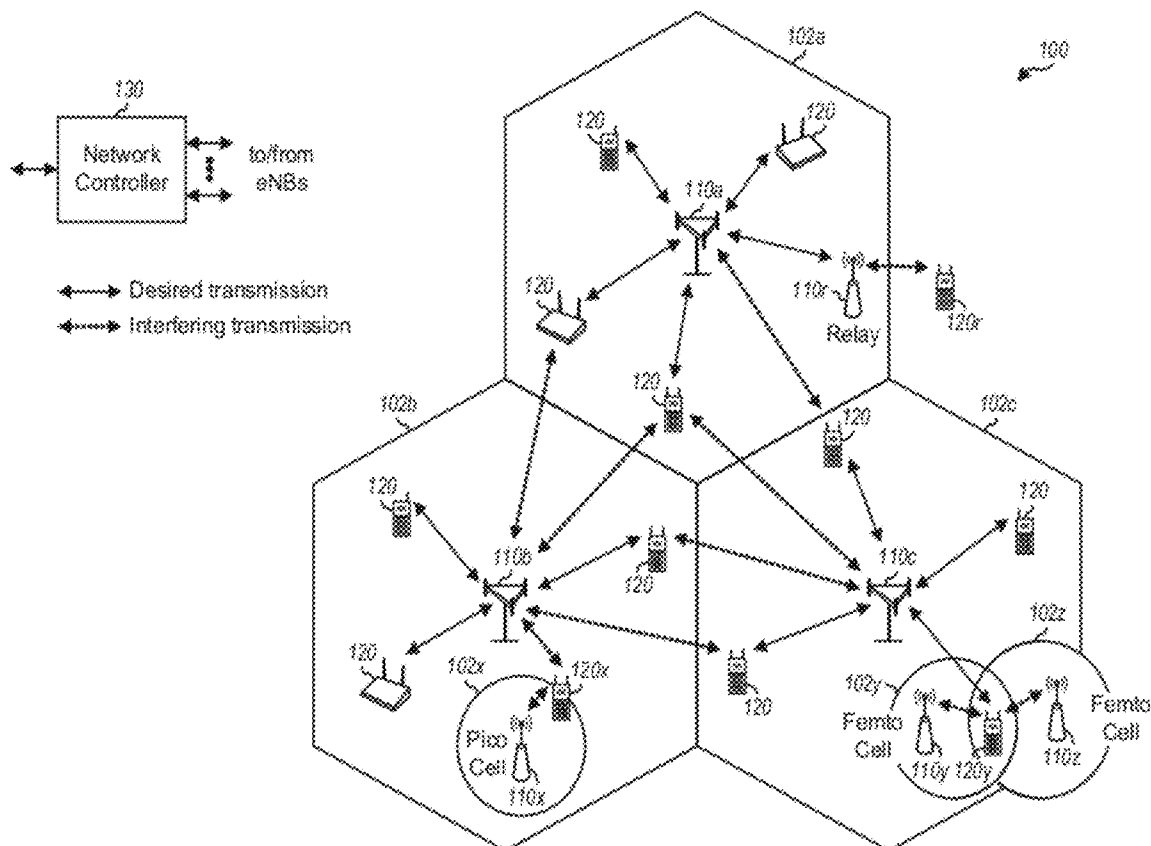 102a
100
130
Network
Controller
to/from
eNBs
120
120
110a
Desired transmission
Interfering transmission
120
110r
Relay
120r
102b
120
120
102c
120
120
120
110b
120
110c
102z
120
102x
120x
120
102y
Femto
Cell
Femto
Cell
Pico
Cell
110x
110y
120y
110z